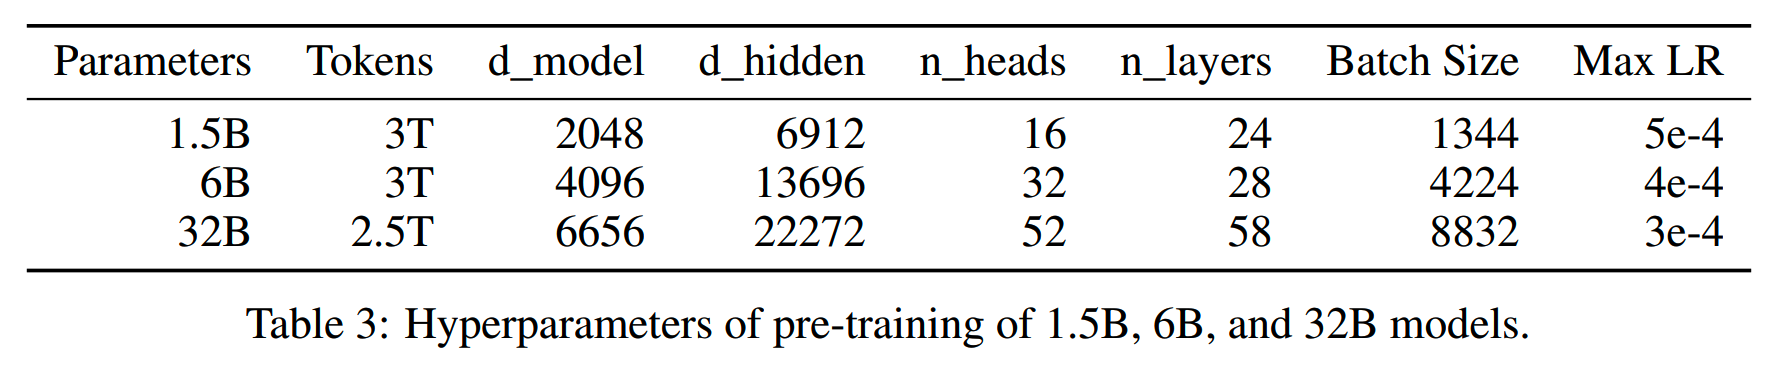 Parameters Tokens d_model d_hidden n_heads n_layers Batch Size Max LR
1.5B 3T 2048 6912 16 24 1344 5e-4
6B 3T 4096 13696 32 28 4224 4e-4
32B 2.5T 6656 22272 52 58 8832 3e-4
Table 3: Hyperparameters of pre-training of 1.5B, 6B, and 32B models.